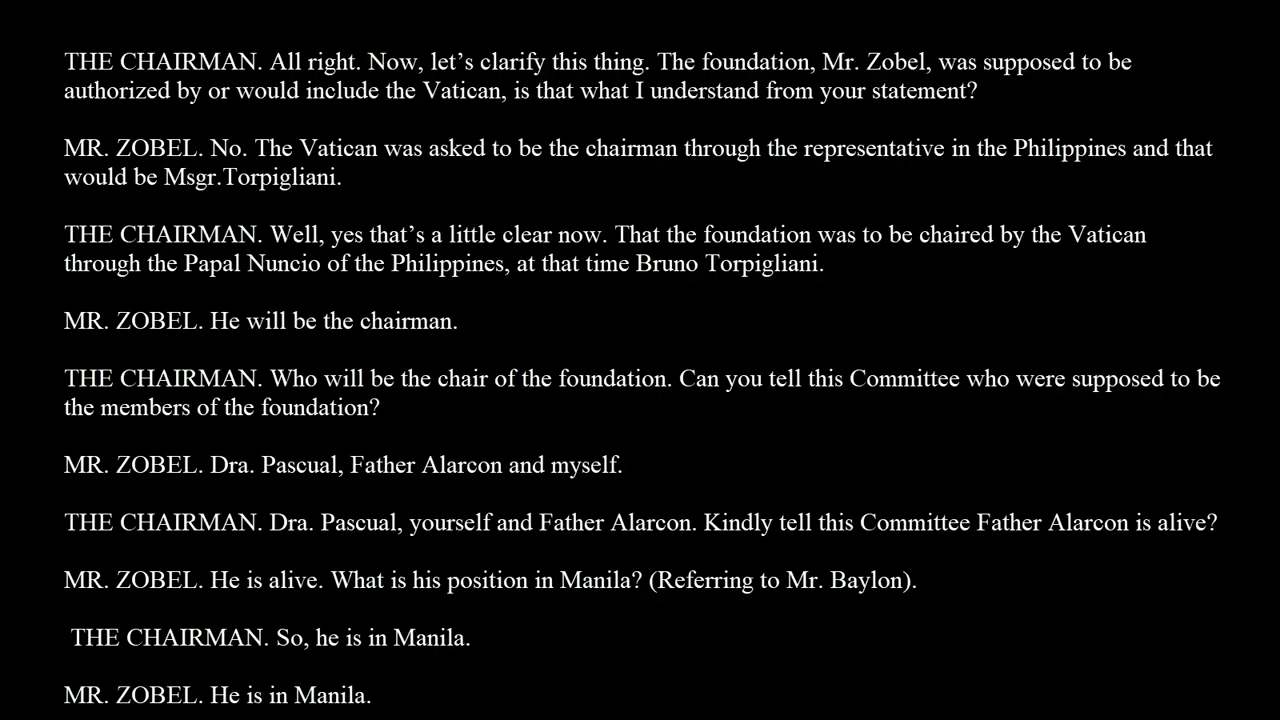 THE CHAIRMAN. All right. Now, let’s clarify this thing. The foundation, Mr. Zobel, was supposed to be
authorized by or would include the Vatican, is that what I understand from your statement?
MR. ZOBEL. No. The Vatican was asked to be the chairman through the representative in the Philippines and that
would be Msgr.Torpigliani.
THE CHAIRMAN. Well, yes that’s a little clear now. That the foundation was to be chaired by the Vatican
through the Papal Nuncio of the Philippines, at that time Bruno Torpigliani.
MR. ZOBEL. He will be the chairman.
THE CHAIRMAN. Who will be the chair of the foundation. Can you tell this Committee who were supposed to be
the members of the foundation?
MR. ZOBEL. Dra. Pascual, Father Alarcon and myself.
THE CHAIRMAN. Dra. Pascual, yourself and Father Alarcon. Kindly tell this Committee Father Alarcon is alive?
MR. ZOBEL. He is alive. What is his position in Manila? (Referring to Mr. Baylon).
THE CHAIRMAN. So, he is in Manila.
MR. ZOBEL. He is in Manila.